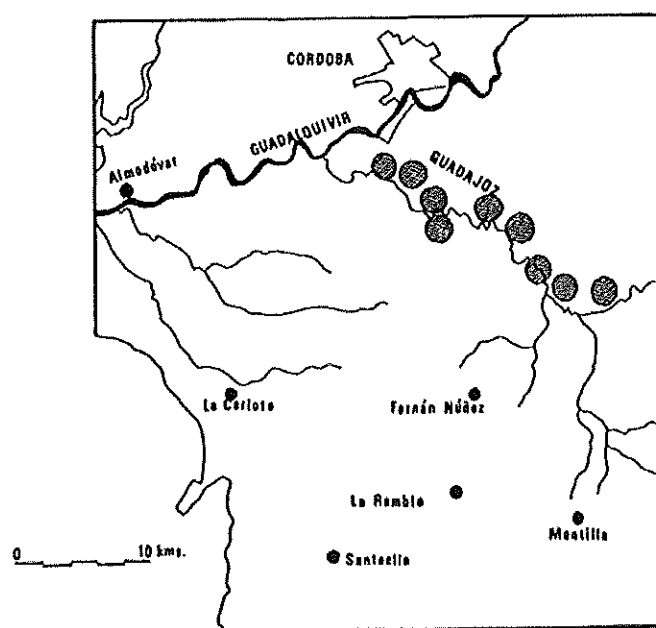 CORDOBA
GUADALQUIVIR
GUADAJOZ
Almodóvar
La Carlota
Fernán Núñez
La Rambla
Montilla
Santaella
0 10 kms.